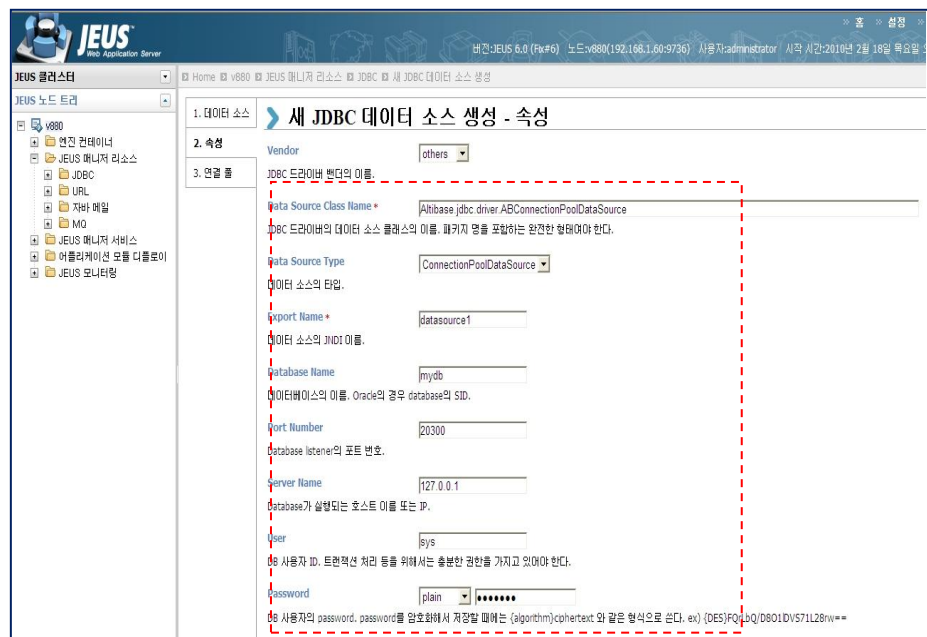 JEUS
Web Application Server
» 홈 » 설정 »
버전:JEUS 6.0 (Fix#6) 노드:v880(192.168.1.60:9736) 사용자:administrator 시작 시간:2010년 2월 18일 목요일
JEUS 클러스터
Home v880 JEUS 매니저 리소스 JDBC 새 JDBC 데이터 소스 생성
JEUS 노드 트리
v880
엔진 컨테이너
JEUS 매니저 리소스
JDBC
URL
자바 메일
MQ
JEUS 매니저 서비스
어플리케이션 모듈 디플로이
JEUS 모니터링
1. 데이터 소스
2. 속성
3. 연결 풀
새 JDBC 데이터 소스 생성 - 속성
Vendor others
JDBC 드라이버 밴더의 이름.
Data Source Class Name * Altibase.jdbc.driver.ABConnectionPoolDataSource
JDBC 드라이버의 데이터 소스 클래스의 이름. 패키지 명을 포함하는 완전한 형태여야 한다.
Data Source Type ConnectionPoolDataSource
데이터 소스의 타입.
Export Name * datasource1
데이터 소스의 JNDI 이름.
Database Name mydb
데이터베이스의 이름. Oracle의 경우 database의 SID.
Port Number 20300
Database listener의 포트 번호.
Server Name 127.0.0.1
Database가 실행되는 호스트 이름 또는 IP.
User sys
DB 사용자 ID. 트랜잭션 처리 등을 위해서는 충분한 권한을 가지고 있어야 한다.
Password plain •••••••
DB 사용자의 password. password를 암호화해서 저장할 때에는 {algorithm}ciphertext 와 같은 형식으로 쓴다. ex)